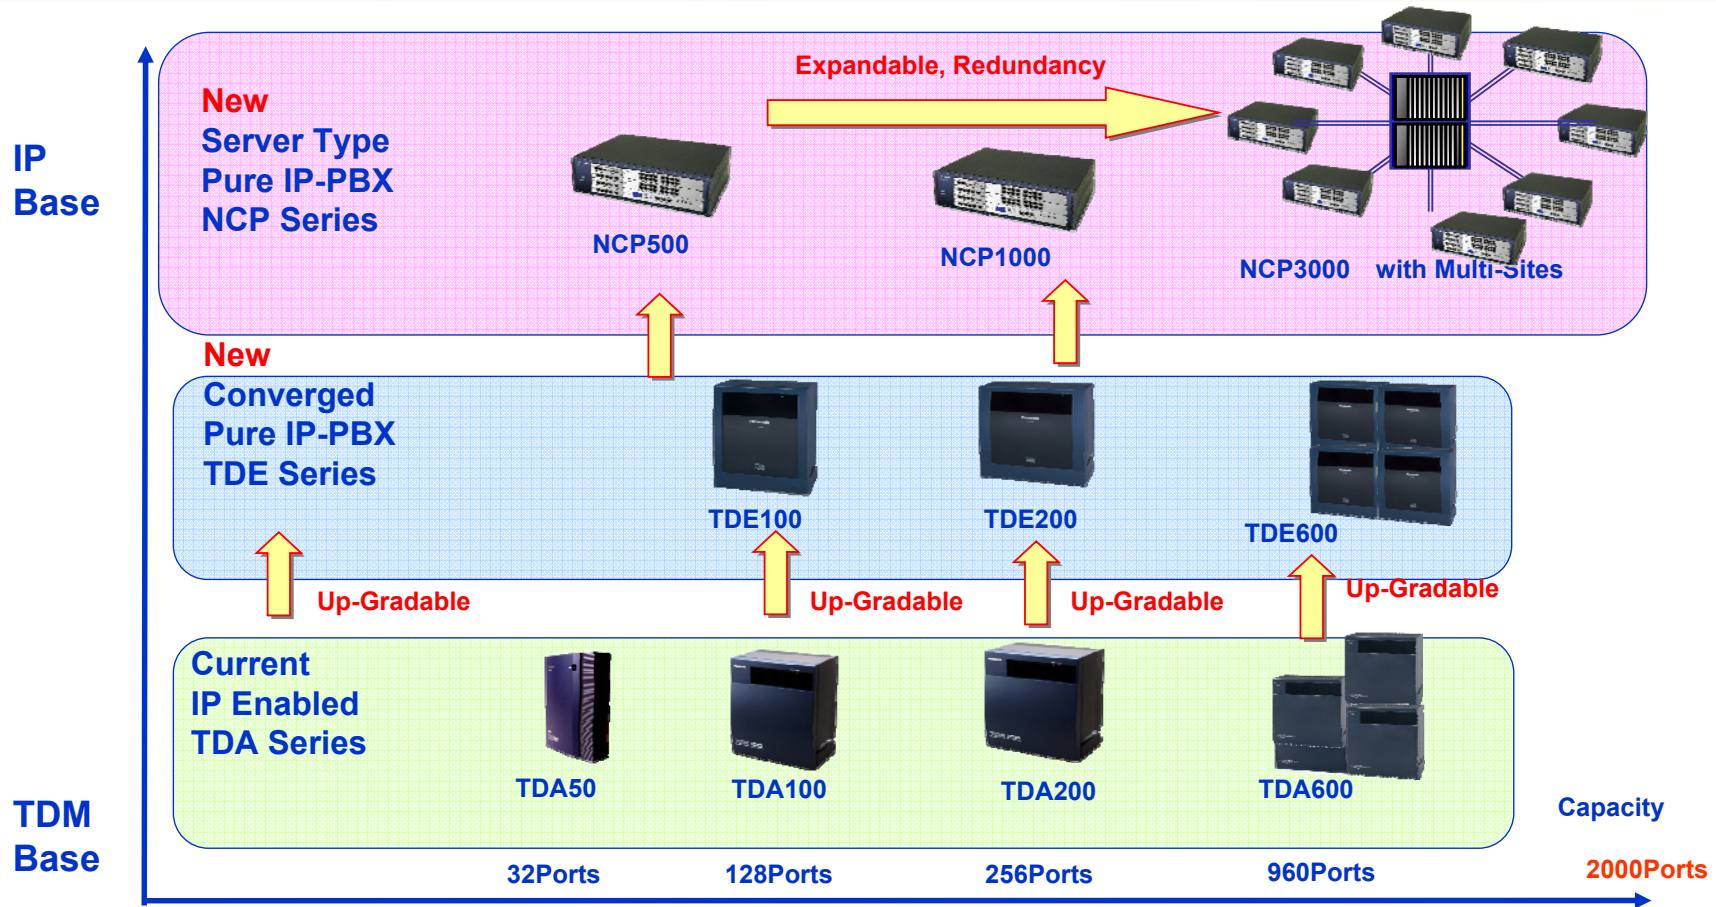 Expandable, Redundancy
New
Server Type
Pure IP-PBX
NCP Series
IP
Base
NCP500
NCP1000
NCP3000 with Multi-Sites
New
Converged
Pure IP-PBX
TDE Series
TDE100
TDE200
TDE600
Up-Gradable
Up-Gradable
Up-Gradable
Up-Gradable
Current
IP Enabled
TDA Series
TDA50
TDA100
TDA200
TDA600
TDM
Base
Capacity
32Ports
128Ports
256Ports
960Ports
2000Ports